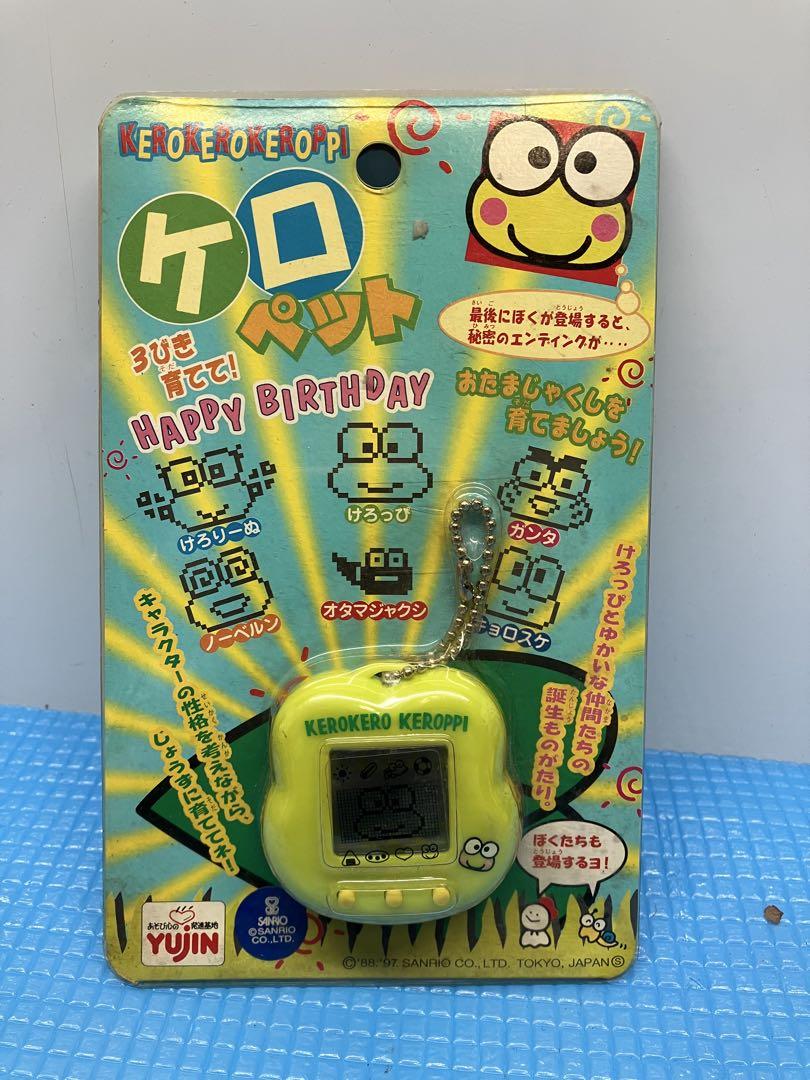 KEROKEROKEROPPI
ケロ
ペット
最後にぼくが登場すると、
秘密のエンディングが‥‥
3びき
育てて!
HAPPY BIRTHDAY
おたまじゃくしを
育てましょう!
けろりーぬ
けろっぴ
ガンタ
ノーベルン
オタマジャクシ
キョロスケ
けろっぴとゆかいな仲間たちの
誕生ものがたり。
キャラクターの性格を考えながら、
じょうずに育ててネ!
KEROKERO KEROPPI
ぼくたちも
登場するヨ!
あそび心の発進基地
YUJIN
SANRIO
©SANRIO
CO.,LTD.
©'88,'97 SANRIO CO., LTD. TOKYO, JAPAN Ⓢ